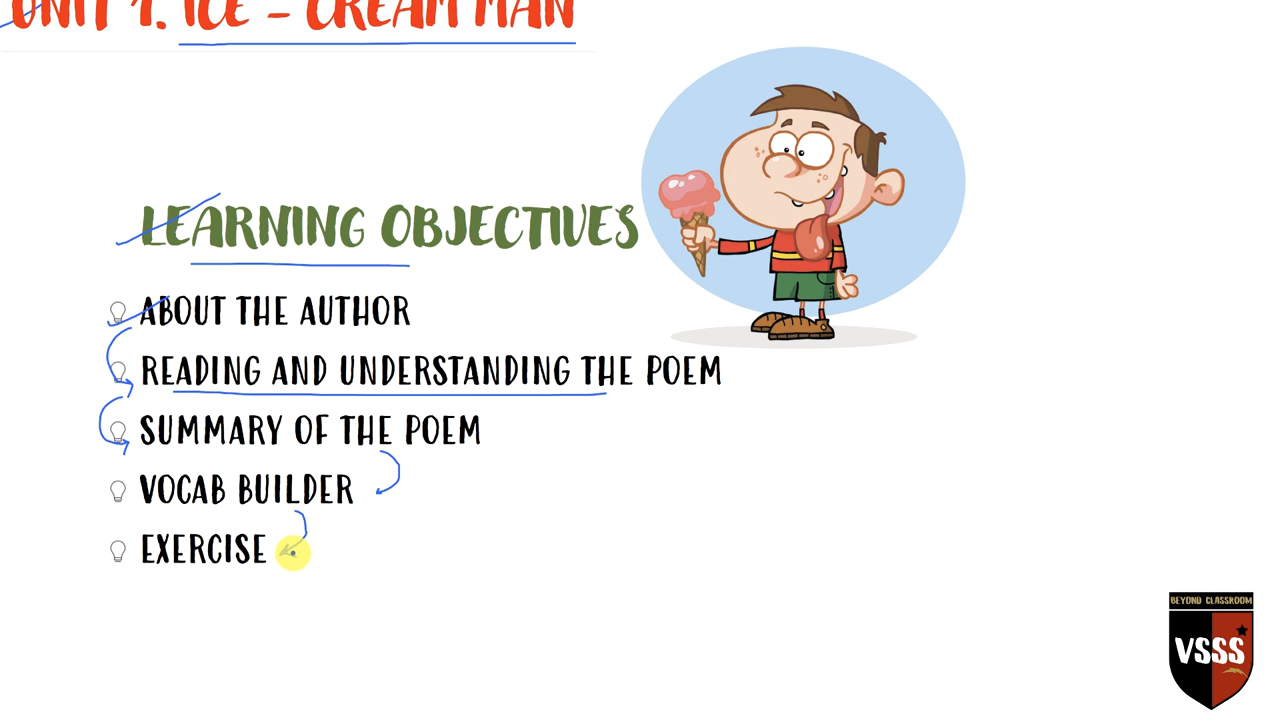 UNIT 1. ICE - CREAM MAN
LEARNING OBJECTIVES
ABOUT THE AUTHOR
READING AND UNDERSTANDING THE POEM
SUMMARY OF THE POEM
VOCAB BUILDER
EXERCISE
BEYOND CLASSROOM
VSSS